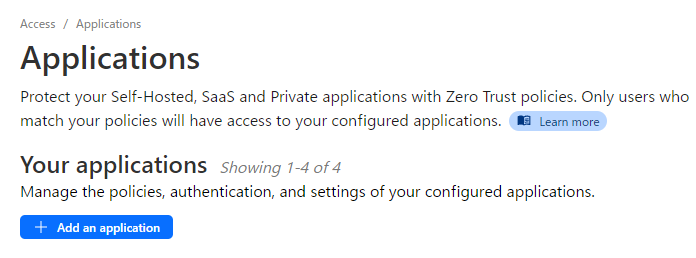 Access / Applications
Applications
Protect your Self-Hosted, SaaS and Private applications with Zero Trust policies. Only users who
match your policies will have access to your configured applications. Learn more
Your applications Showing 1-4 of 4
Manage the policies, authentication, and settings of your configured applications.
+ Add an application